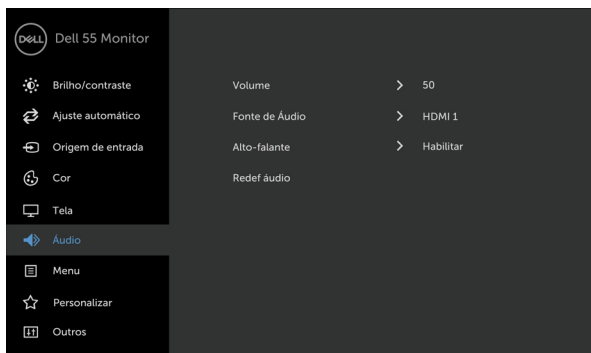 DELL Dell 55 Monitor
Brilho/contraste
Ajuste automático
Origem de entrada
Cor
Tela
Áudio
Menu
Personalizar
Outros
Volume 50
Fonte de Áudio HDMI 1
Alto-falante Habilitar
Redef áudio